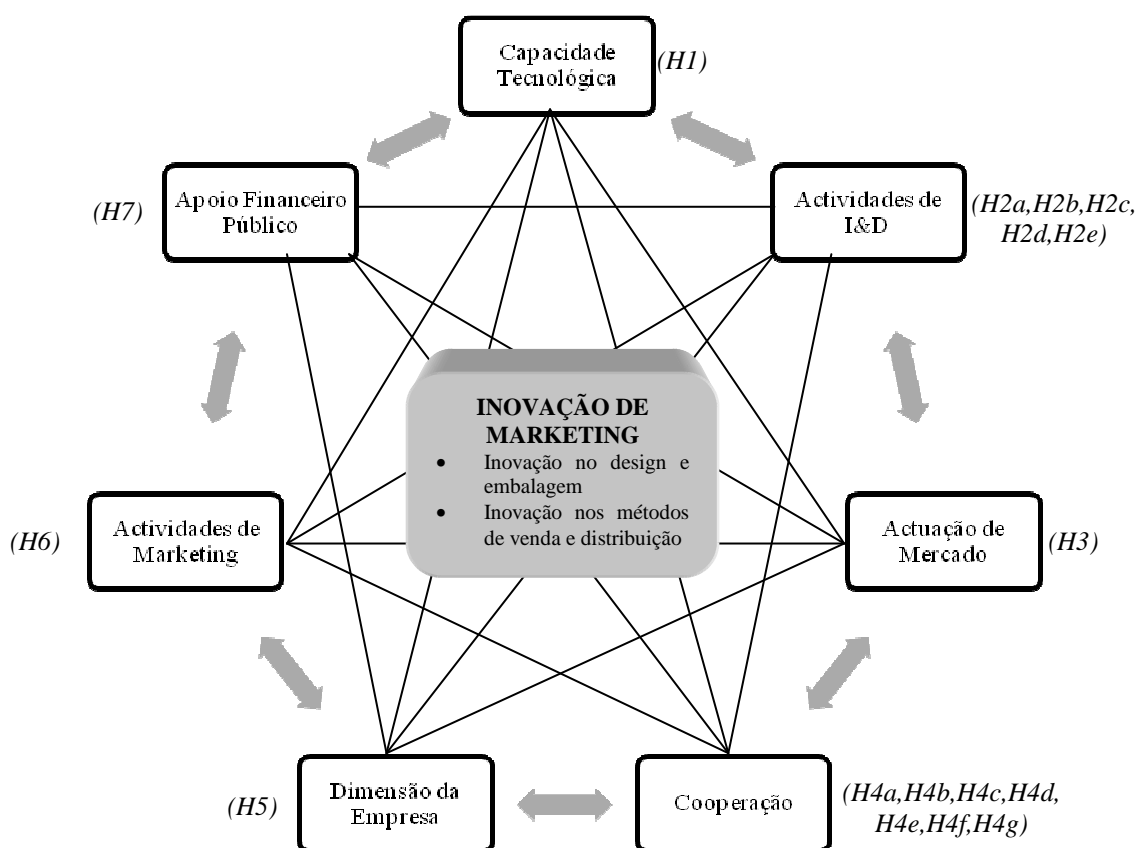 Capacidade
Tecnológica
(H1)
Apoio Financeiro
Público
(H7)
Actividades de
I&D
(H2a,H2b,H2c,
H2d,H2e)
INOVAÇÃO DE
MARKETING
• Inovação no design e
embalagem
• Inovação nos métodos
de venda e distribuição
(H6)
Actividades de
Marketing
Actuação de
Mercado
(H3)
(H5)
Dimensão da
Empresa
Cooperação
(H4a,H4b,H4c,H4d,
H4e,H4f,H4g)